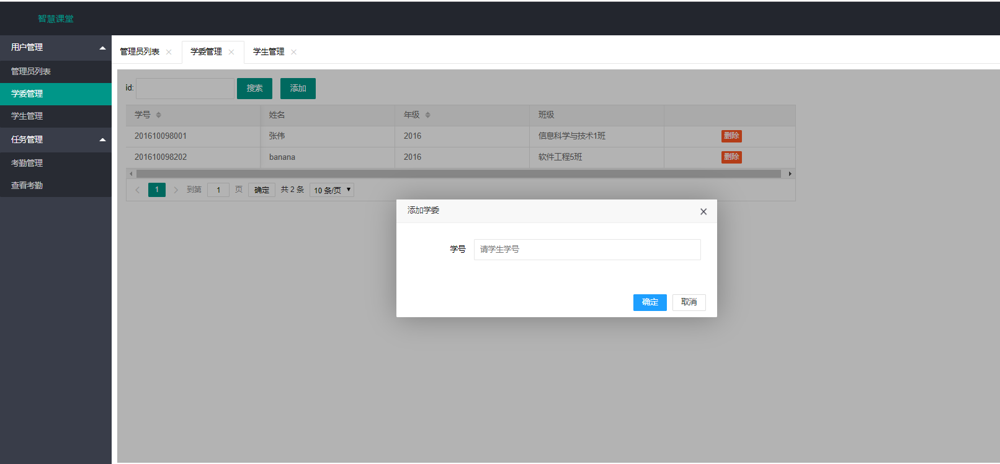 智慧课堂
用户管理
管理员列表
学委管理
学生管理
任务管理
考勤管理
查看考勤
管理员列表 学委管理 学生管理
id: 搜索 添加
学号 姓名 年级 班级
201610098001 张伟 2016 信息科学与技术1班 删除
201610098202 banana 2016 软件工程5班 删除
1 到第 1 页 确定 共 2 条 10 条/页
添加学委
学号 请学生学号
确定 取消